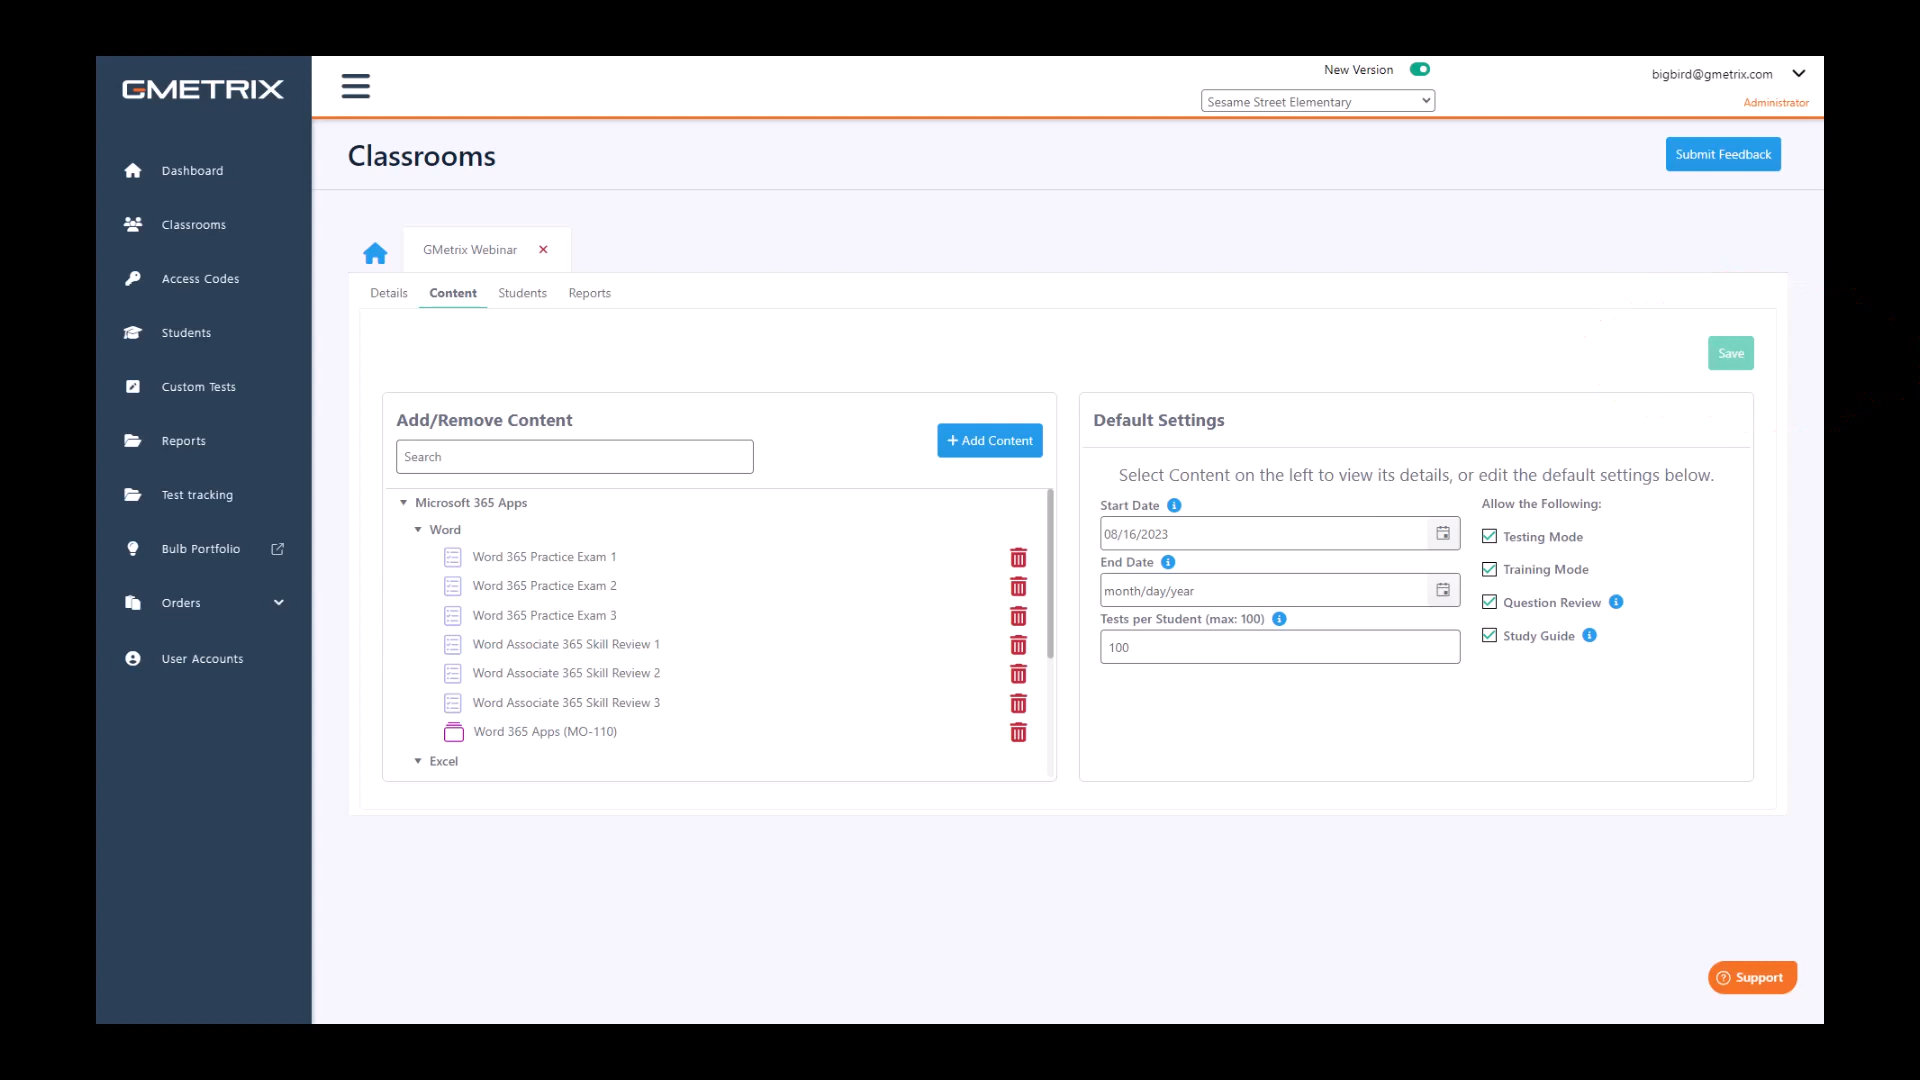 GMETRIX
New Version
Sesame Street Elementary
bigbird@gmetrix.com
Administrator
Classrooms
Submit Feedback
Dashboard
Classrooms
Access Codes
Students
Custom Tests
Reports
Test tracking
Bulb Portfolio
Orders
User Accounts
GMetrix Webinar
Details Content Students Reports
Save
Add/Remove Content
+ Add Content
Search
Microsoft 365 Apps
Word
Word 365 Practice Exam 1
Word 365 Practice Exam 2
Word 365 Practice Exam 3
Word Associate 365 Skill Review 1
Word Associate 365 Skill Review 2
Word Associate 365 Skill Review 3
Word 365 Apps (MO-110)
Excel
Default Settings
Select Content on the left to view its details, or edit the default settings below.
Start Date
08/16/2023
End Date
month/day/year
Tests per Student (max: 100)
100
Allow the Following:
Testing Mode
Training Mode
Question Review
Study Guide
Support